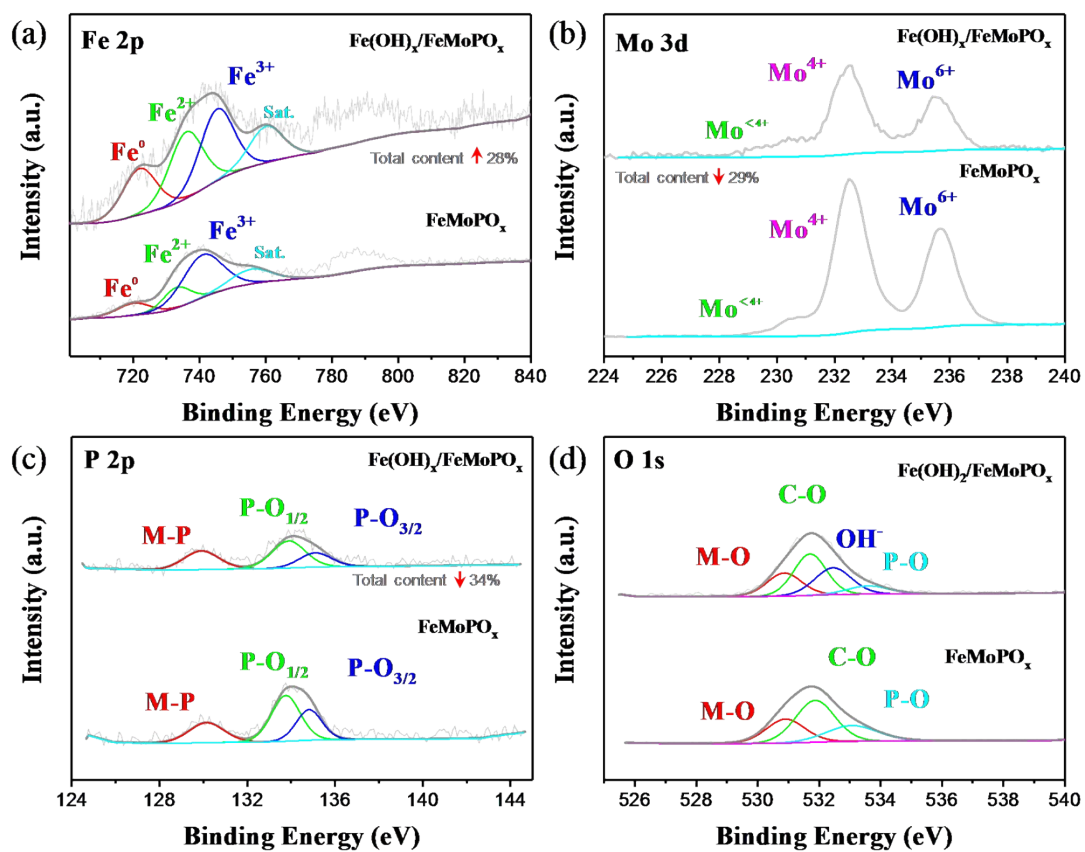 (a)
Fe 2p
Fe(OH)ₓ/FeMoPOₓ
Fe³⁺
Fe²⁺
Sat.
Fe⁰
Total content ↑ 28%
FeMoPOₓ
Fe³⁺
Fe²⁺
Sat.
Fe⁰
720 740 760 780 800 820 840
Binding Energy (eV)
Intensity (a.u.)
(b)
Mo 3d
Fe(OH)ₓ/FeMoPOₓ
Mo⁴⁺
Mo⁶⁺
Mo<⁴⁺
FeMoPOₓ
Total content ↓ 29%
Mo⁴⁺
Mo⁶⁺
Mo<⁴⁺
224 226 228 230 232 234 236 238 240
Binding Energy (eV)
Intensity (a.u.)
(c)
P 2p
Fe(OH)ₓ/FeMoPOₓ
P-O₁/₂
P-O₃/₂
M-P
Total content ↓ 34%
FeMoPOₓ
P-O₁/₂
P-O₃/₂
M-P
124 128 132 136 140 144
Binding Energy (eV)
Intensity (a.u.)
(d)
O 1s
Fe(OH)₂/FeMoPOₓ
C-O
OH⁻
M-O
P-O
FeMoPOₓ
C-O
M-O
P-O
526 528 530 532 534 536 538 540
Binding Energy (eV)
Intensity (a.u.)